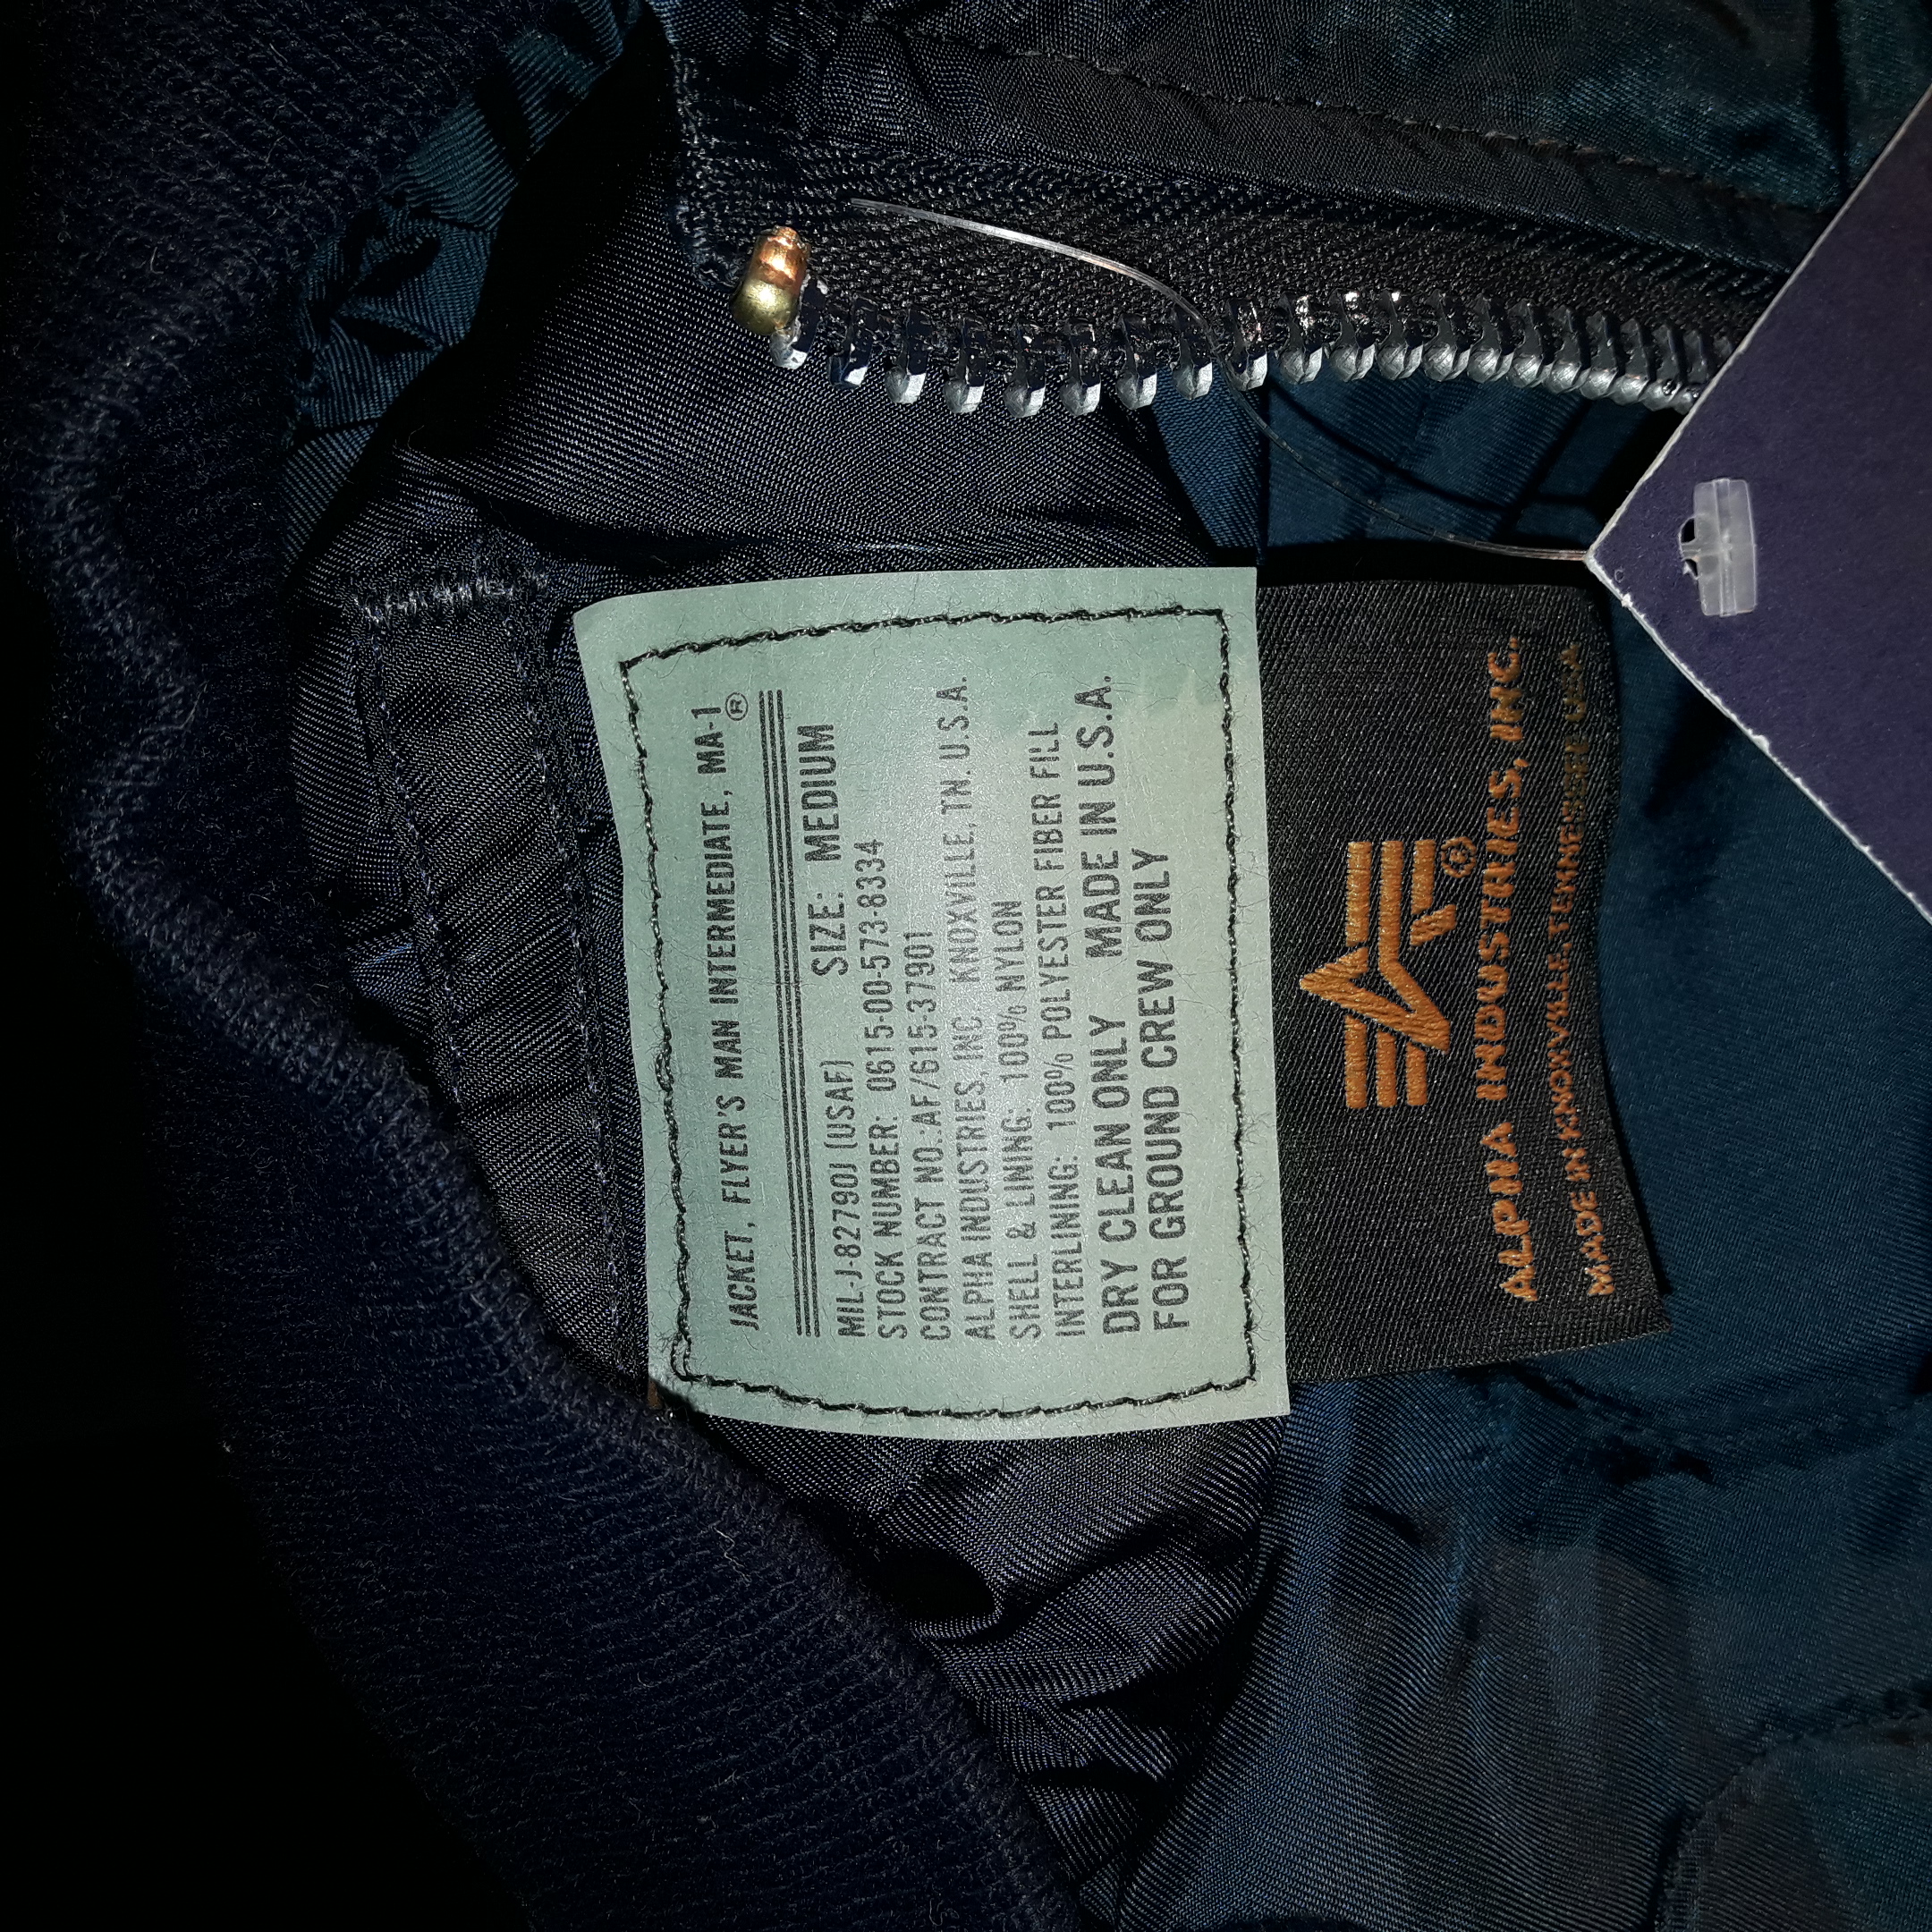 JACKET, FLYER'S MAN INTERMEDIATE, MA-1 ®
MIL-J-8279OJ (USAF) SIZE: MEDIUM
STOCK NUMBER: 0615-00-573-8334
CONTRACT NO. AF/615-37901
ALPHA INDUSTRIES, INC. KNOXVILLE, TN. U.S.A.
SHELL & LINING: 100% NYLON
INTERLINING: 100% POLYESTER FIBER FILL
DRY CLEAN ONLY MADE IN U.S.A.
FOR GROUND CREW ONLY
®
ALPHA INDUSTRIES, INC.
MADE IN KNOXVILLE, TENNESSEE USA